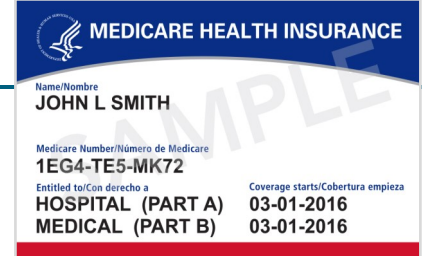 MEDICARE HEALTH INSURANCE
Name/Nombre
JOHN L SMITH
Medicare Number/Número de Medicare
1EG4-TE5-MK72
Entitled to/Con derecho a Coverage starts/Cobertura empieza
HOSPITAL (PART A) 03-01-2016
MEDICAL (PART B) 03-01-2016
SAMPLE